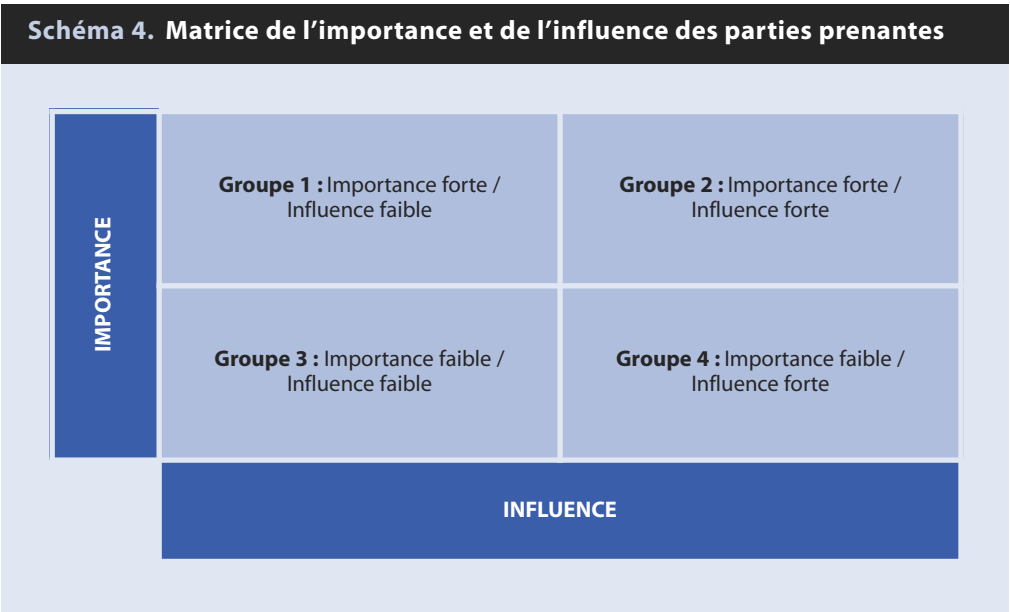 Schéma 4. Matrice de l’importance et de l’influence des parties prenantes
IMPORTANCE
Groupe 1 : Importance forte /
Influence faible
Groupe 2 : Importance forte /
Influence forte
Groupe 3 : Importance faible /
Influence faible
Groupe 4 : Importance faible /
Influence forte
INFLUENCE